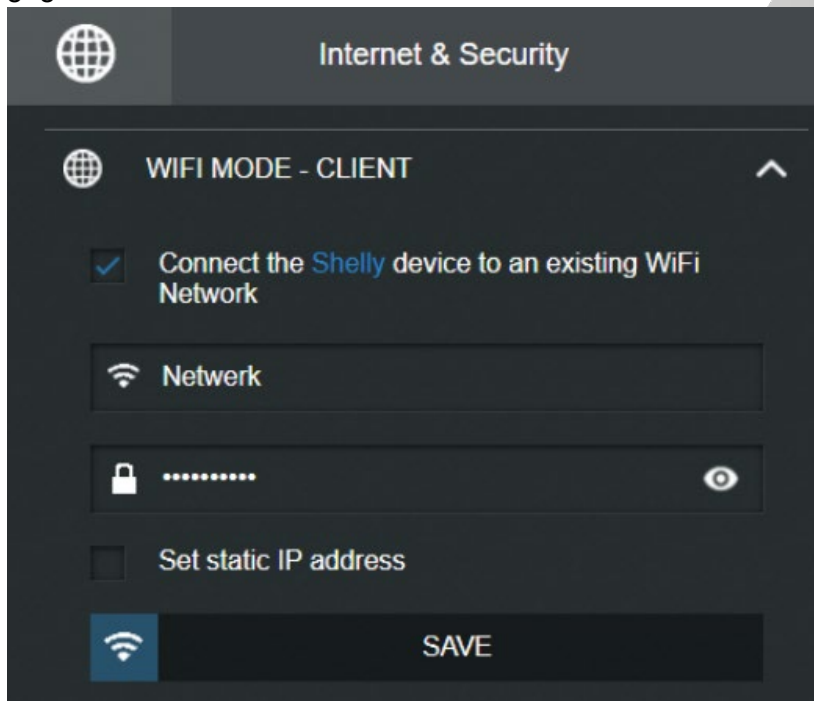 Internet & Security
WIFI MODE - CLIENT
Connect the Shelly device to an existing WiFi
Network
Netwerk
••••••••••
Set static IP address
SAVE